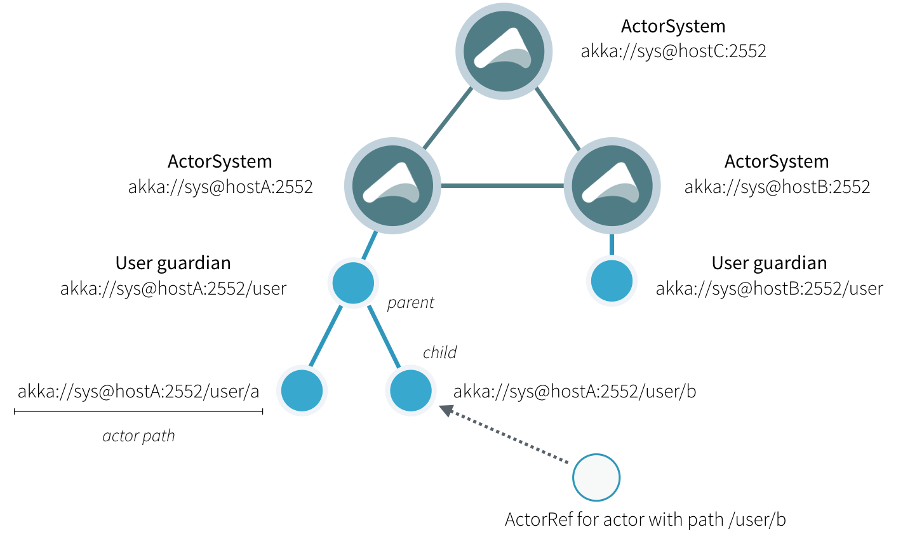 ActorSystem
akka://sys@hostC:2552
ActorSystem
akka://sys@hostA:2552
ActorSystem
akka://sys@hostB:2552
User guardian
akka://sys@hostA:2552/user
User guardian
akka://sys@hostB:2552/user
parent
child
akka://sys@hostA:2552/user/a
akka://sys@hostA:2552/user/b
actor path
ActorRef for actor with path /user/b